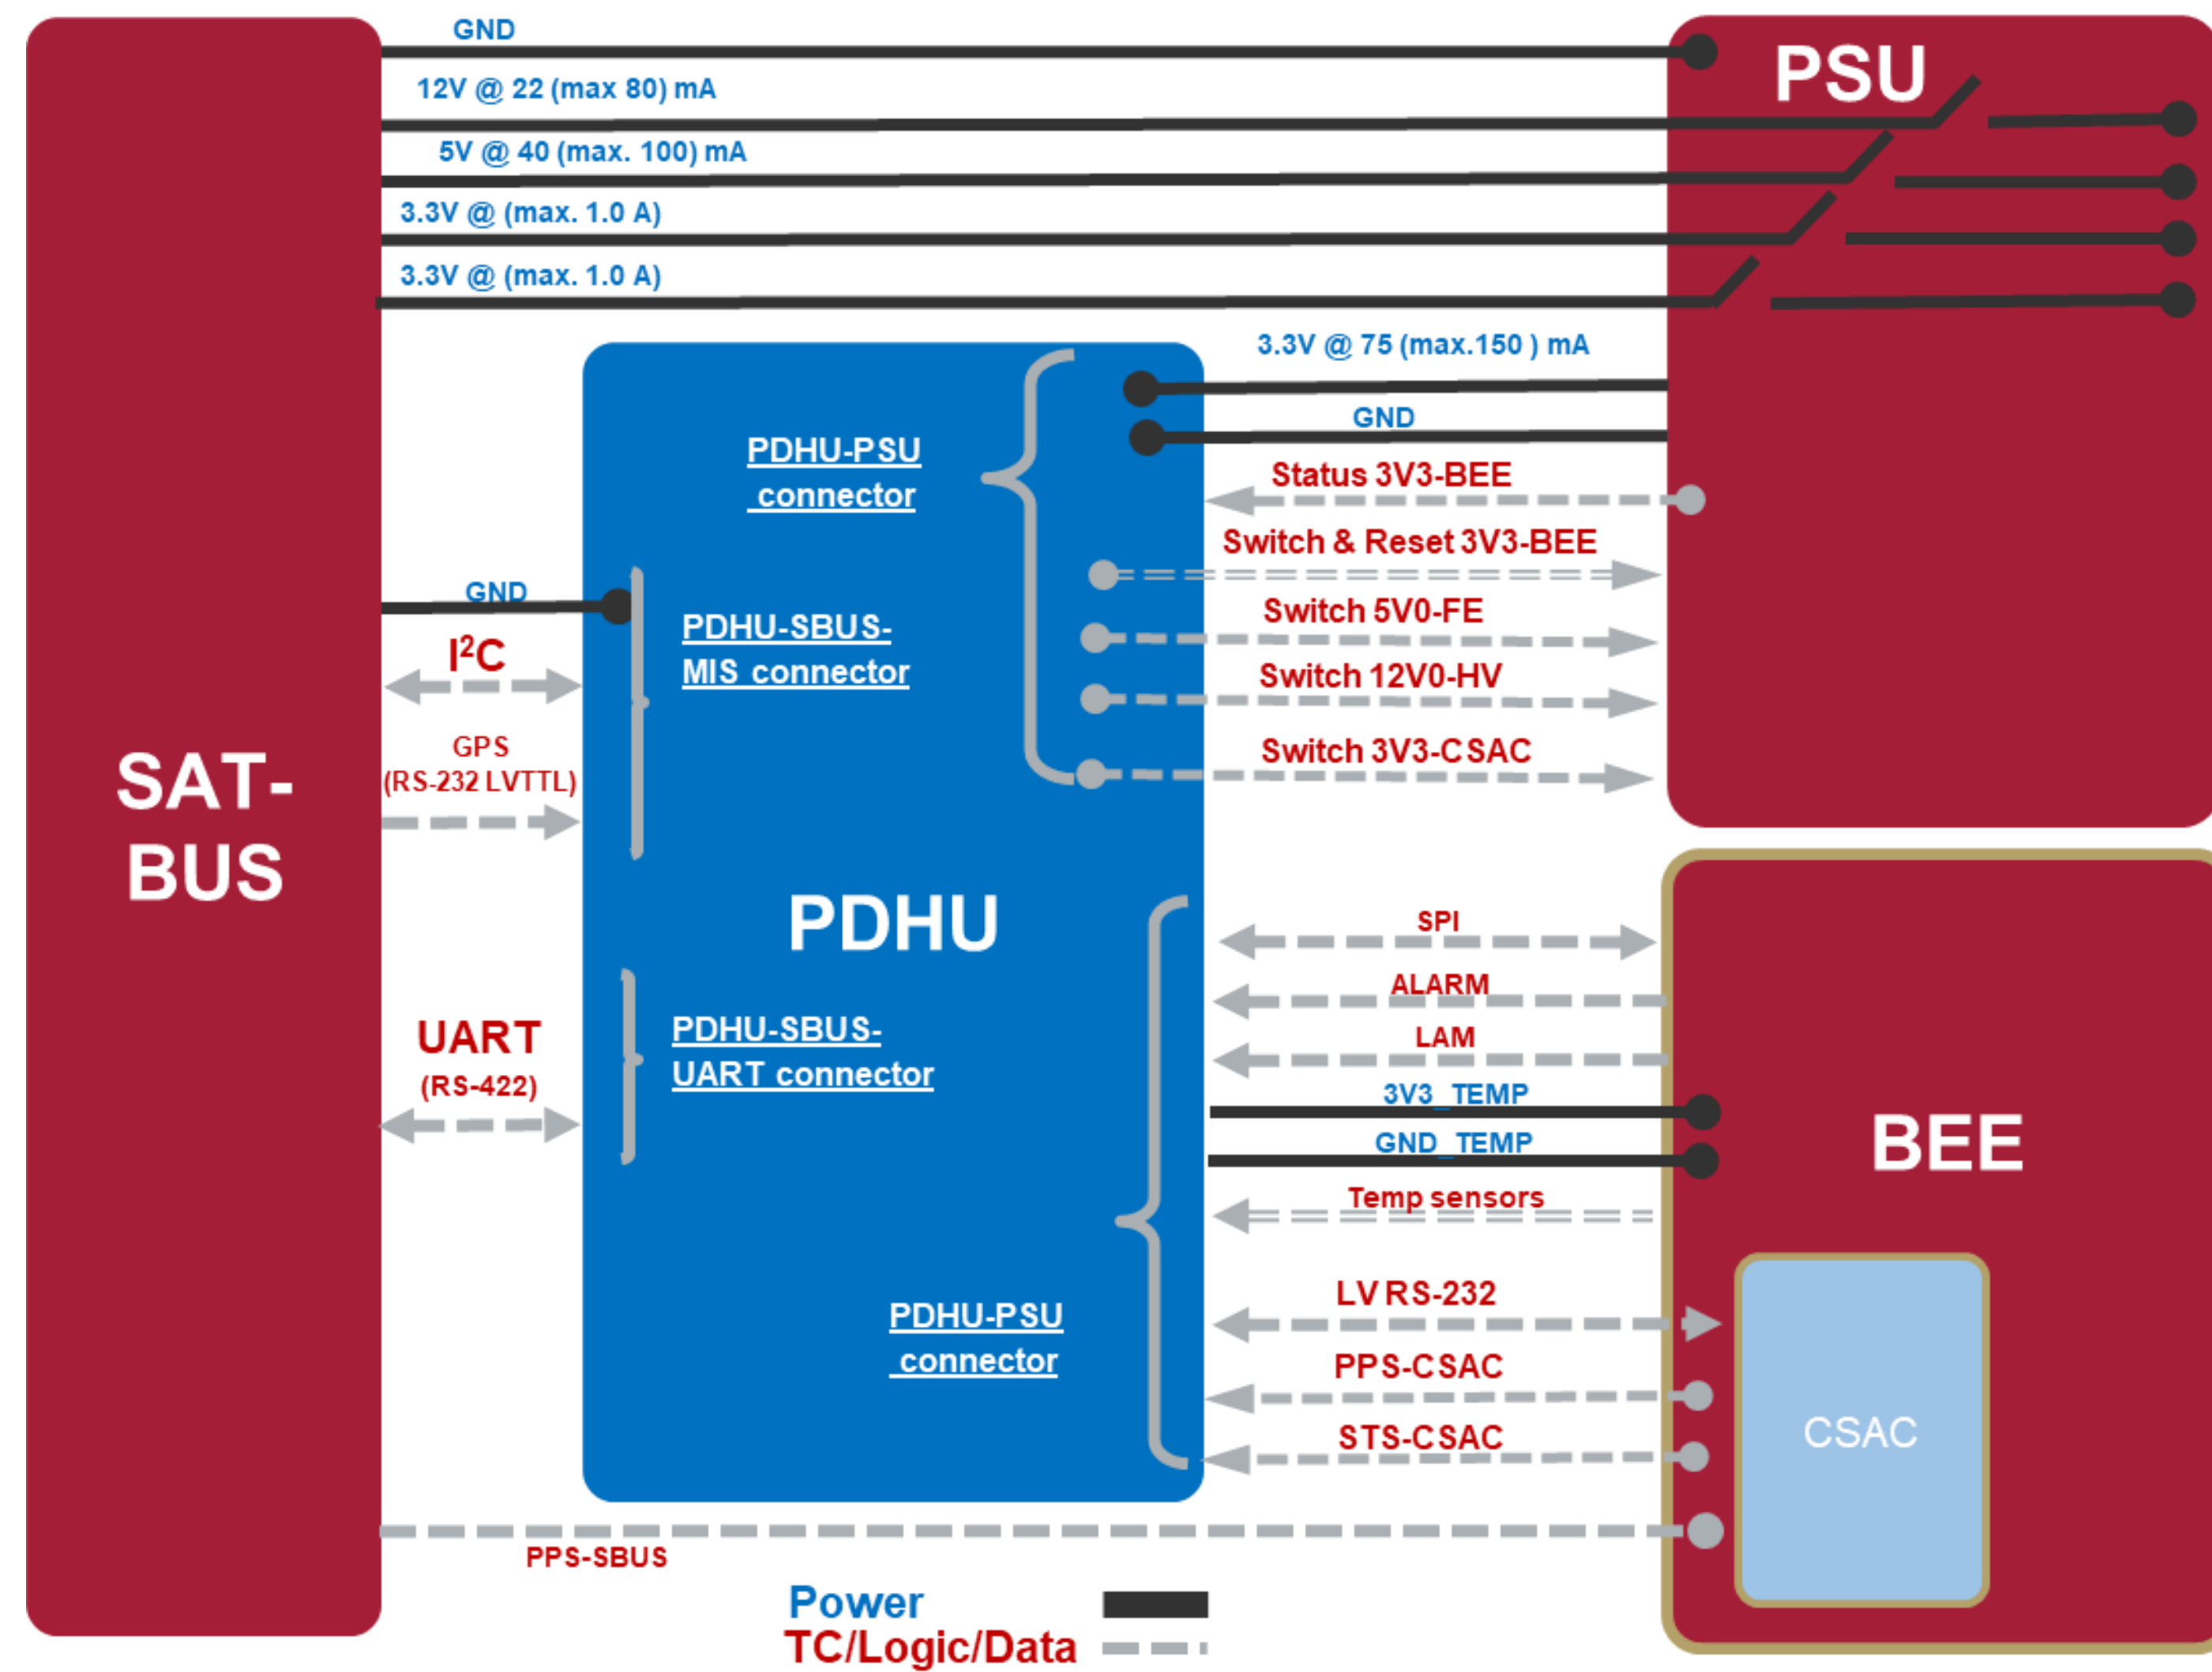 GND
PSU
12V @ 22 (max 80) mA
5V @ 40 (max. 100) mA
3.3V @ (max. 1.0 A)
3.3V @ (max. 1.0 A)
3.3V @ 75 (max.150 ) mA
GND
PDHU-PSU
connector
Status 3V3-BEE
Switch & Reset 3V3-BEE
GND
Switch 5V0-FE
PDHU-SBUS-
MIS connector
I²C
Switch 12V0-HV
GPS
(RS-232 LVTTL)
Switch 3V3-CSAC
SAT-
BUS
PDHU
SPI
ALARM
LAM
UART
(RS-422)
PDHU-SBUS-
UART connector
3V3_TEMP
GND_TEMP
BEE
Temp sensors
LV RS-232
PDHU-PSU
connector
PPS-CSAC
STS-CSAC
CSAC
PPS-SBUS
Power
TC/Logic/Data